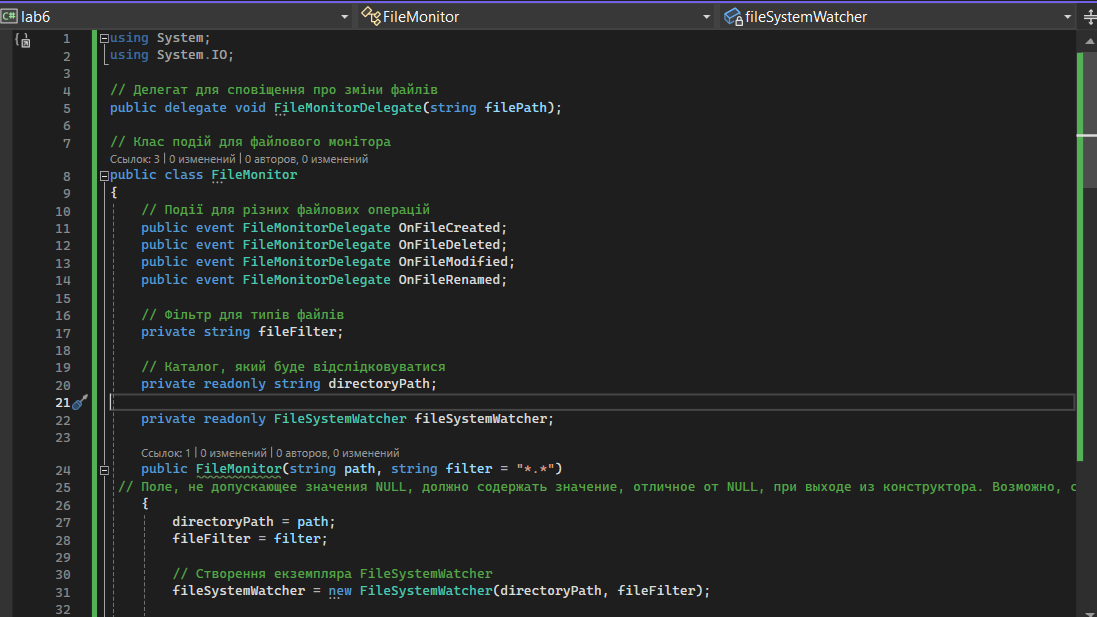 C# lab6 FileMonitor fileSystemWatcher
1 using System;
2 using System.IO;
3
4 // Делегат для сповіщення про зміни файлів
5 public delegate void FileMonitorDelegate(string filePath);
6
7 // Клас подій для файлового монітора
Ссылок: 3 | 0 изменений | 0 авторов, 0 изменений
8 public class FileMonitor
9 {
10 // Події для різних файлових операцій
11 public event FileMonitorDelegate OnFileCreated;
12 public event FileMonitorDelegate OnFileDeleted;
13 public event FileMonitorDelegate OnFileModified;
14 public event FileMonitorDelegate OnFileRenamed;
15
16 // Фільтр для типів файлів
17 private string fileFilter;
18
19 // Каталог, який буде відслідковуватися
20 private readonly string directoryPath;
21
22 private readonly FileSystemWatcher fileSystemWatcher;
23
Ссылок: 1 | 0 изменений | 0 авторов, 0 изменений
24 public FileMonitor(string path, string filter = "*.*")
25 // Поле, не допускающее значения NULL, должно содержать значение, отличное от NULL, при выходе из конструктора. Возможно, с
26 {
27 directoryPath = path;
28 fileFilter = filter;
29
30 // Створення екземпляра FileSystemWatcher
31 fileSystemWatcher = new FileSystemWatcher(directoryPath, fileFilter);
32